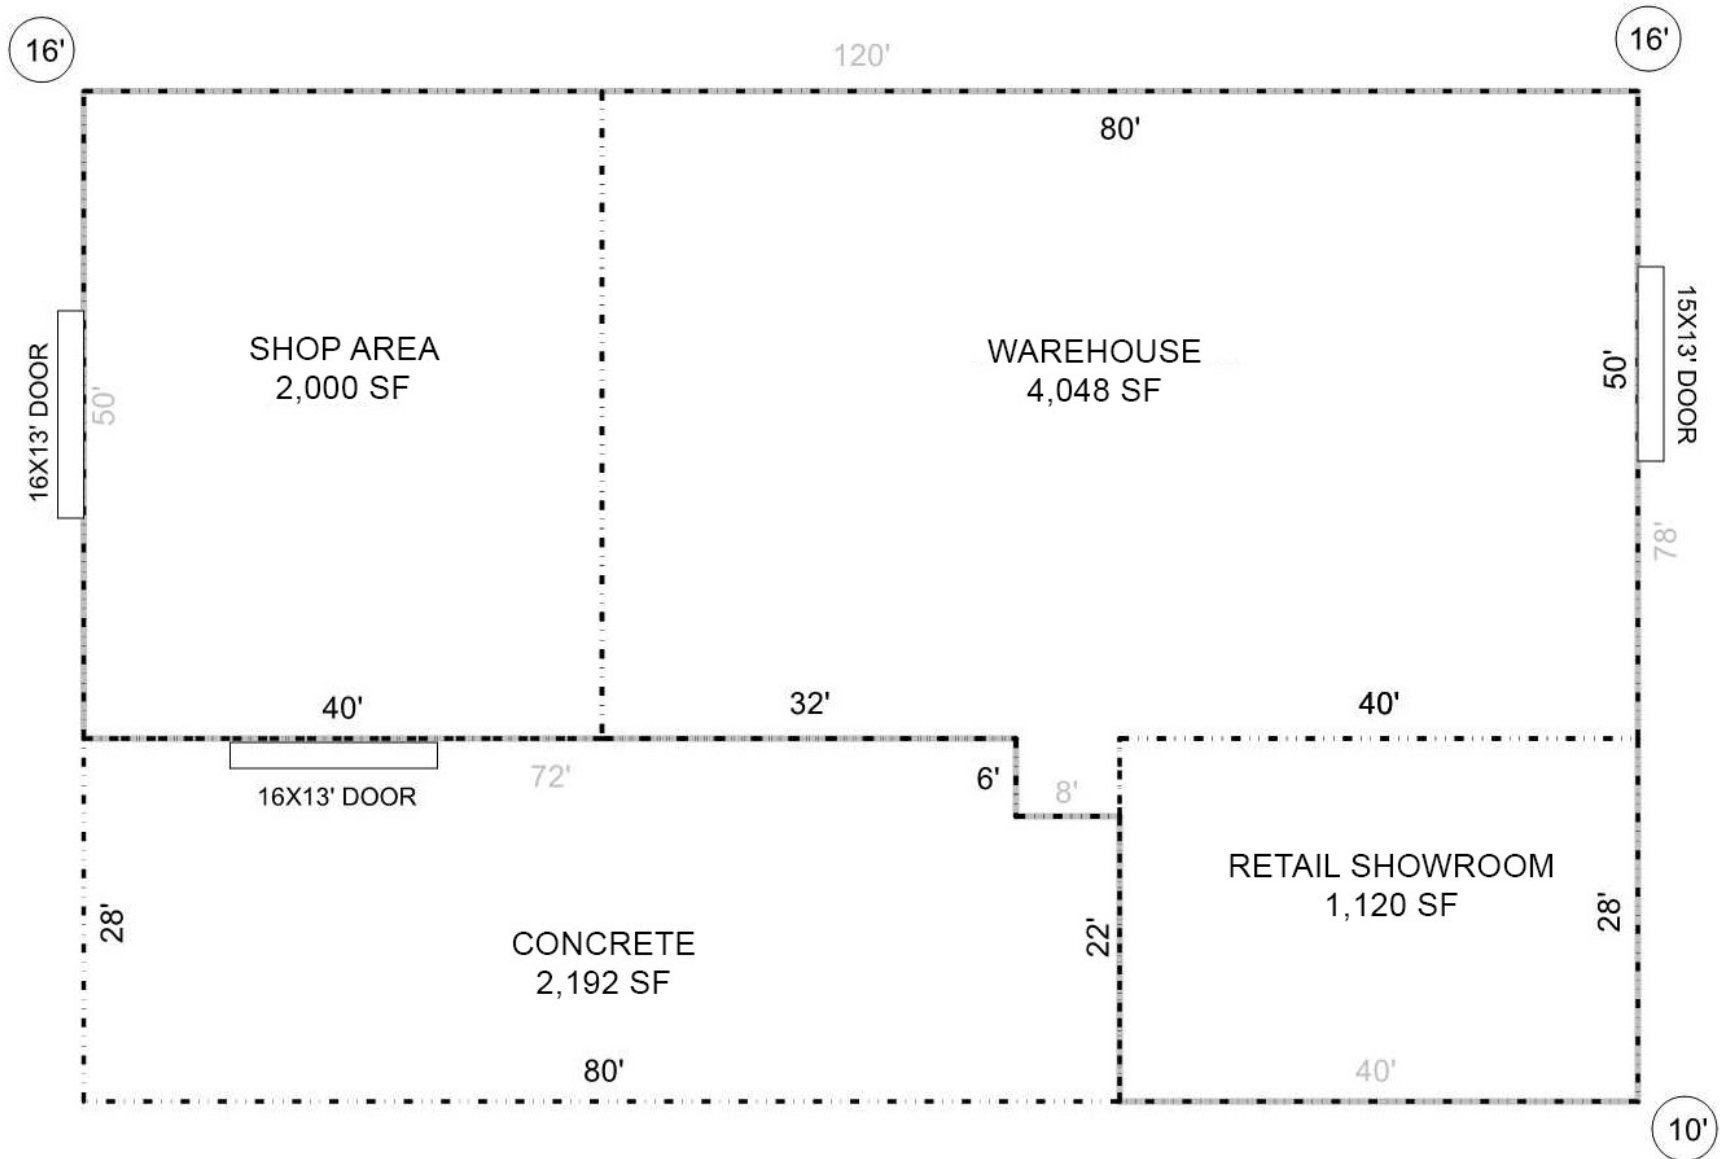 16'
120'
16'
80'
SHOP AREA
2,000 SF
WAREHOUSE
4,048 SF
16X13' DOOR
50'
50'
15X13' DOOR
78'
40'
32'
40'
16X13' DOOR
72'
6'
8'
RETAIL SHOWROOM
1,120 SF
28'
CONCRETE
2,192 SF
22'
28'
80'
40'
10'